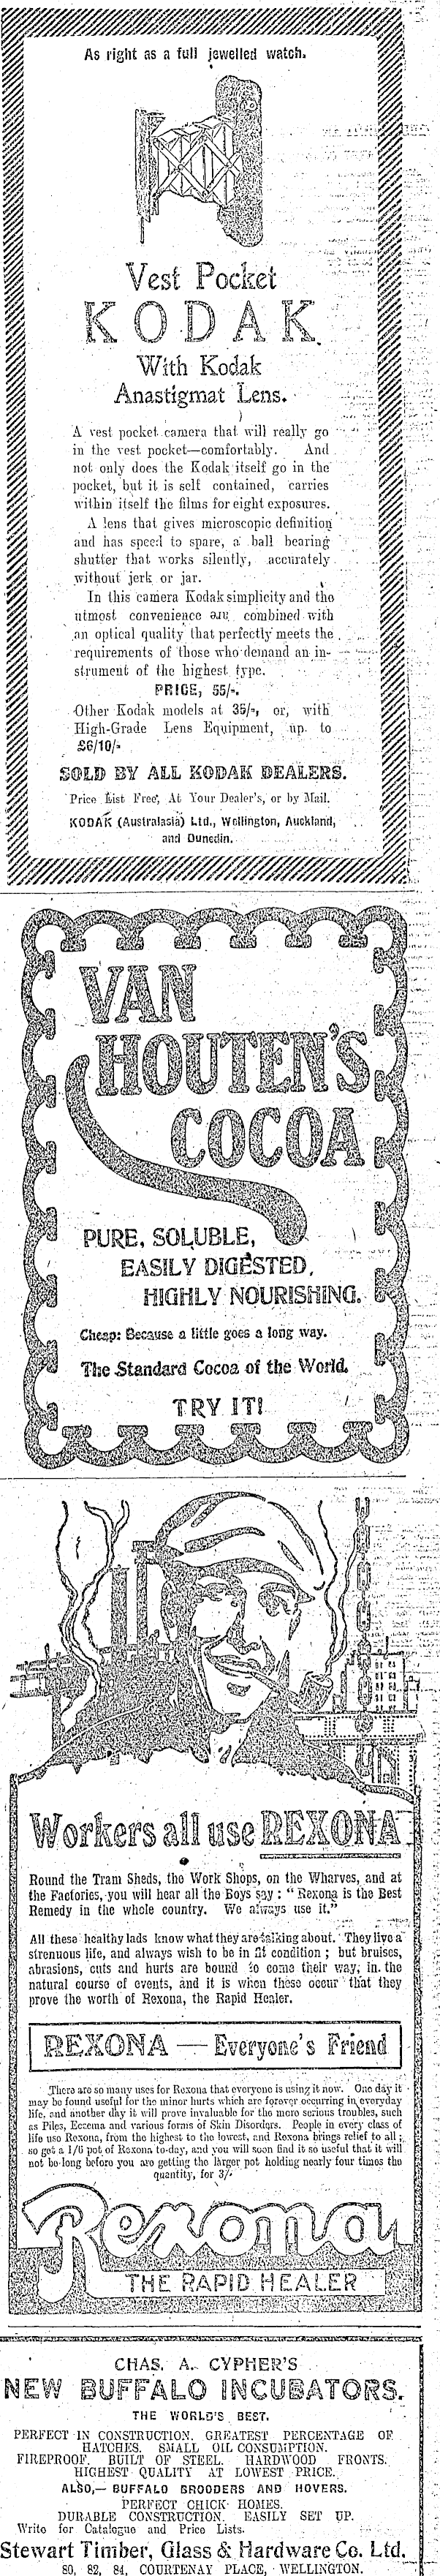 As right as a full jewelled watch.
Vest Pocket
KODAK
With Kodak
Anastigmat Lens.
A vest pocket camera that will really go
in the vest pocket—comfortably. And
not only does the Kodak itself go in the
pocket, but it is self contained, carries
within itself the films for eight exposures.
A lens that gives microscopic definition
and has speed to spare, a ball bearing
shutter that works silently, accurately
without jerk or jar.
In this camera Kodak simplicity and the
utmost convenience are combined with
an optical quality that perfectly meets the
requirements of those who demand an in-
strument of the highest type.
PRICE, 55/-.
Other Kodak models at 35/-, or, with
High-Grade Lens Equipment, up to
£6/10/-
SOLD BY ALL KODAK DEALERS.
Price List Free, At Your Dealer's, or by Mail.
KODAK (Australasia) Ltd., Wellington, Auckland,
and Dunedin.
VAN
HOUTEN'S
COCOA
PURE, SOLUBLE,
EASILY DIGESTED,
HIGHLY NOURISHING.
Cheap: Because a little goes a long way.
The Standard Cocoa of the World.
TRY IT!
Workers all use REXONA
Round the Tram Sheds, the Work Shops, on the Wharves, and at
the Factories, you will hear all the Boys say: "Rexona is the Best
Remedy in the whole country. We always use it."
All these healthy lads know what they are talking about. They live a
strenuous life, and always wish to be in fit condition; but bruises,
abrasions, cuts and hurts are bound to come their way, in the
natural course of events, and it is when these occur that they
prove the worth of Rexona, the Rapid Healer.
REXONA — Everyone's Friend
There are so many uses for Rexona that everyone is using it now. One day it
may be found useful for the minor hurts which are forever occurring in everyday
life, and another day it will prove invaluable for the more serious troubles, such
as Piles, Eczema and various forms of Skin Disorders. People in every class of
life use Rexona, from the highest to the lowest, and Rexona brings relief to all;
so get a 1/6 pot of Rexona to-day, and you will soon find it so useful that it will
not be long before you are getting the larger pot holding nearly four times the
quantity, for 3/-
Rexona
THE RAPID HEALER
CHAS. A. CYPHER'S
NEW BUFFALO INCUBATORS.
THE WORLD'S BEST.
PERFECT IN CONSTRUCTION. GREATEST PERCENTAGE OF
HATCHES. SMALL OIL CONSUMPTION.
FIREPROOF. BUILT OF STEEL. HARDWOOD FRONTS.
HIGHEST QUALITY AT LOWEST PRICE.
ALSO,— BUFFALO BROODERS AND HOVERS.
PERFECT CHICK HOMES.
DURABLE CONSTRUCTION. EASILY SET UP.
Write for Catalogue and Price Lists.
Stewart Timber, Glass & Hardware Co. Ltd.
80, 82, 84, COURTENAY PLACE, WELLINGTON.